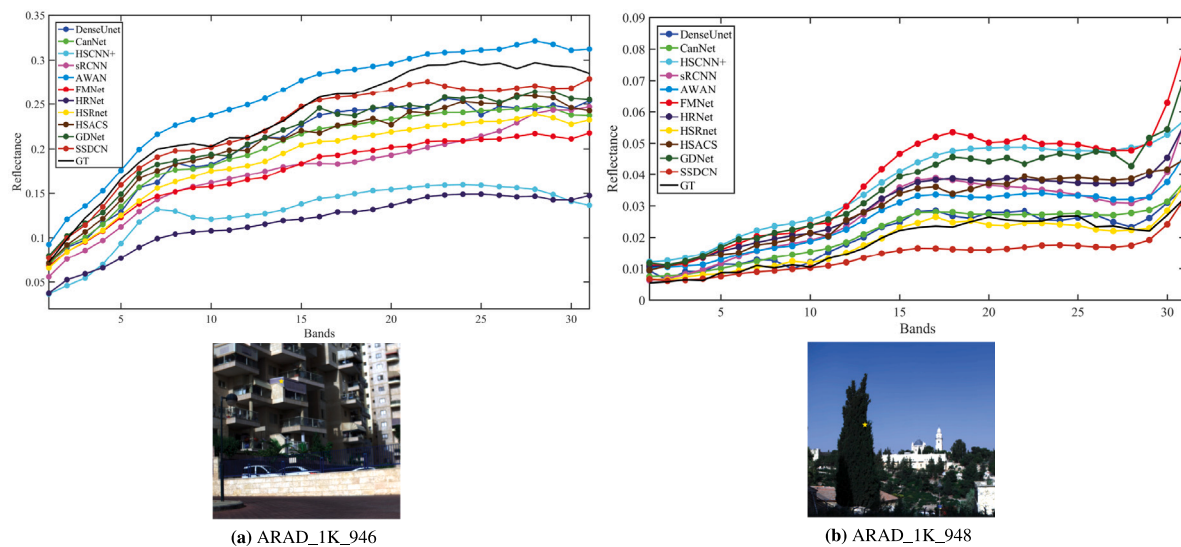 0.35
0.3
0.25
0.2
0.15
0.1
0.05
Reflectance
DenseUnet
CanNet
HSCNN+
sRCNN
AWAN
FMNet
HRNet
HSRnet
HSACS
GDNet
SSDCN
GT
5 10 15 20 25 30
Bands
(a) ARAD_1K_946
0.09
0.08
0.07
0.06
0.05
0.04
0.03
0.02
0.01
0
Reflectance
DenseUnet
CanNet
HSCNN+
sRCNN
AWAN
FMNet
HRNet
HSRnet
HSACS
GDNet
SSDCN
GT
5 10 15 20 25 30
Bands
(b) ARAD_1K_948